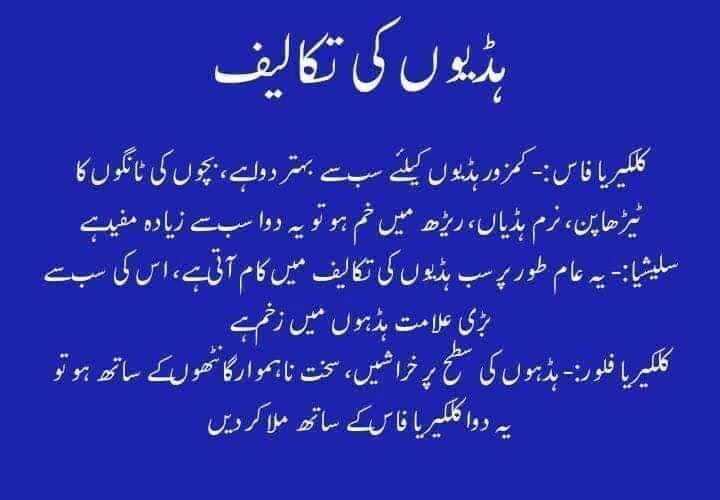 ہڈیوں کی تکالیف
کلکیریا فاس :- کمزور ہڈیوں کیلئے سب سے بہتر دوا ہے، بچوں کی ٹانگوں کا
ٹیڑھاپن، نرم ہڈیاں، ریڑھ میں خم ہو تو یہ دوا سب سے زیادہ مفید ہے
سلیشیا:- یہ عام طور پر سب ہڈیوں کی تکالیف میں کام آتی ہے، اس کی سب سے
بڑی علامت ہڈہوں میں زخم ہے
کلکیریا فلور:- ہڈہوں کی سطح پر خراشیں، سخت ناہموار گانٹھوں کے ساتھ ہو تو
یہ دوا کلکیریا فاس کے ساتھ ملا کر دیں